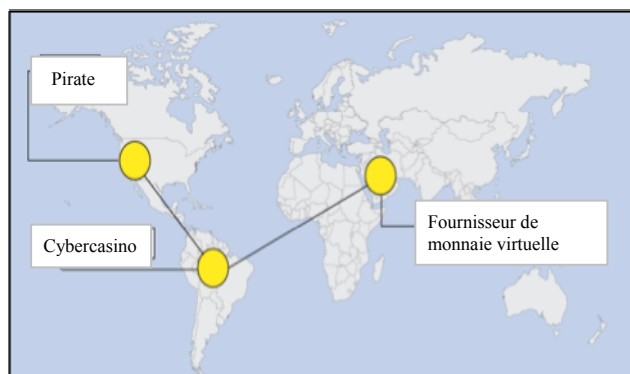 Pirate
Cybercasino
Fournisseur de
monnaie virtuelle